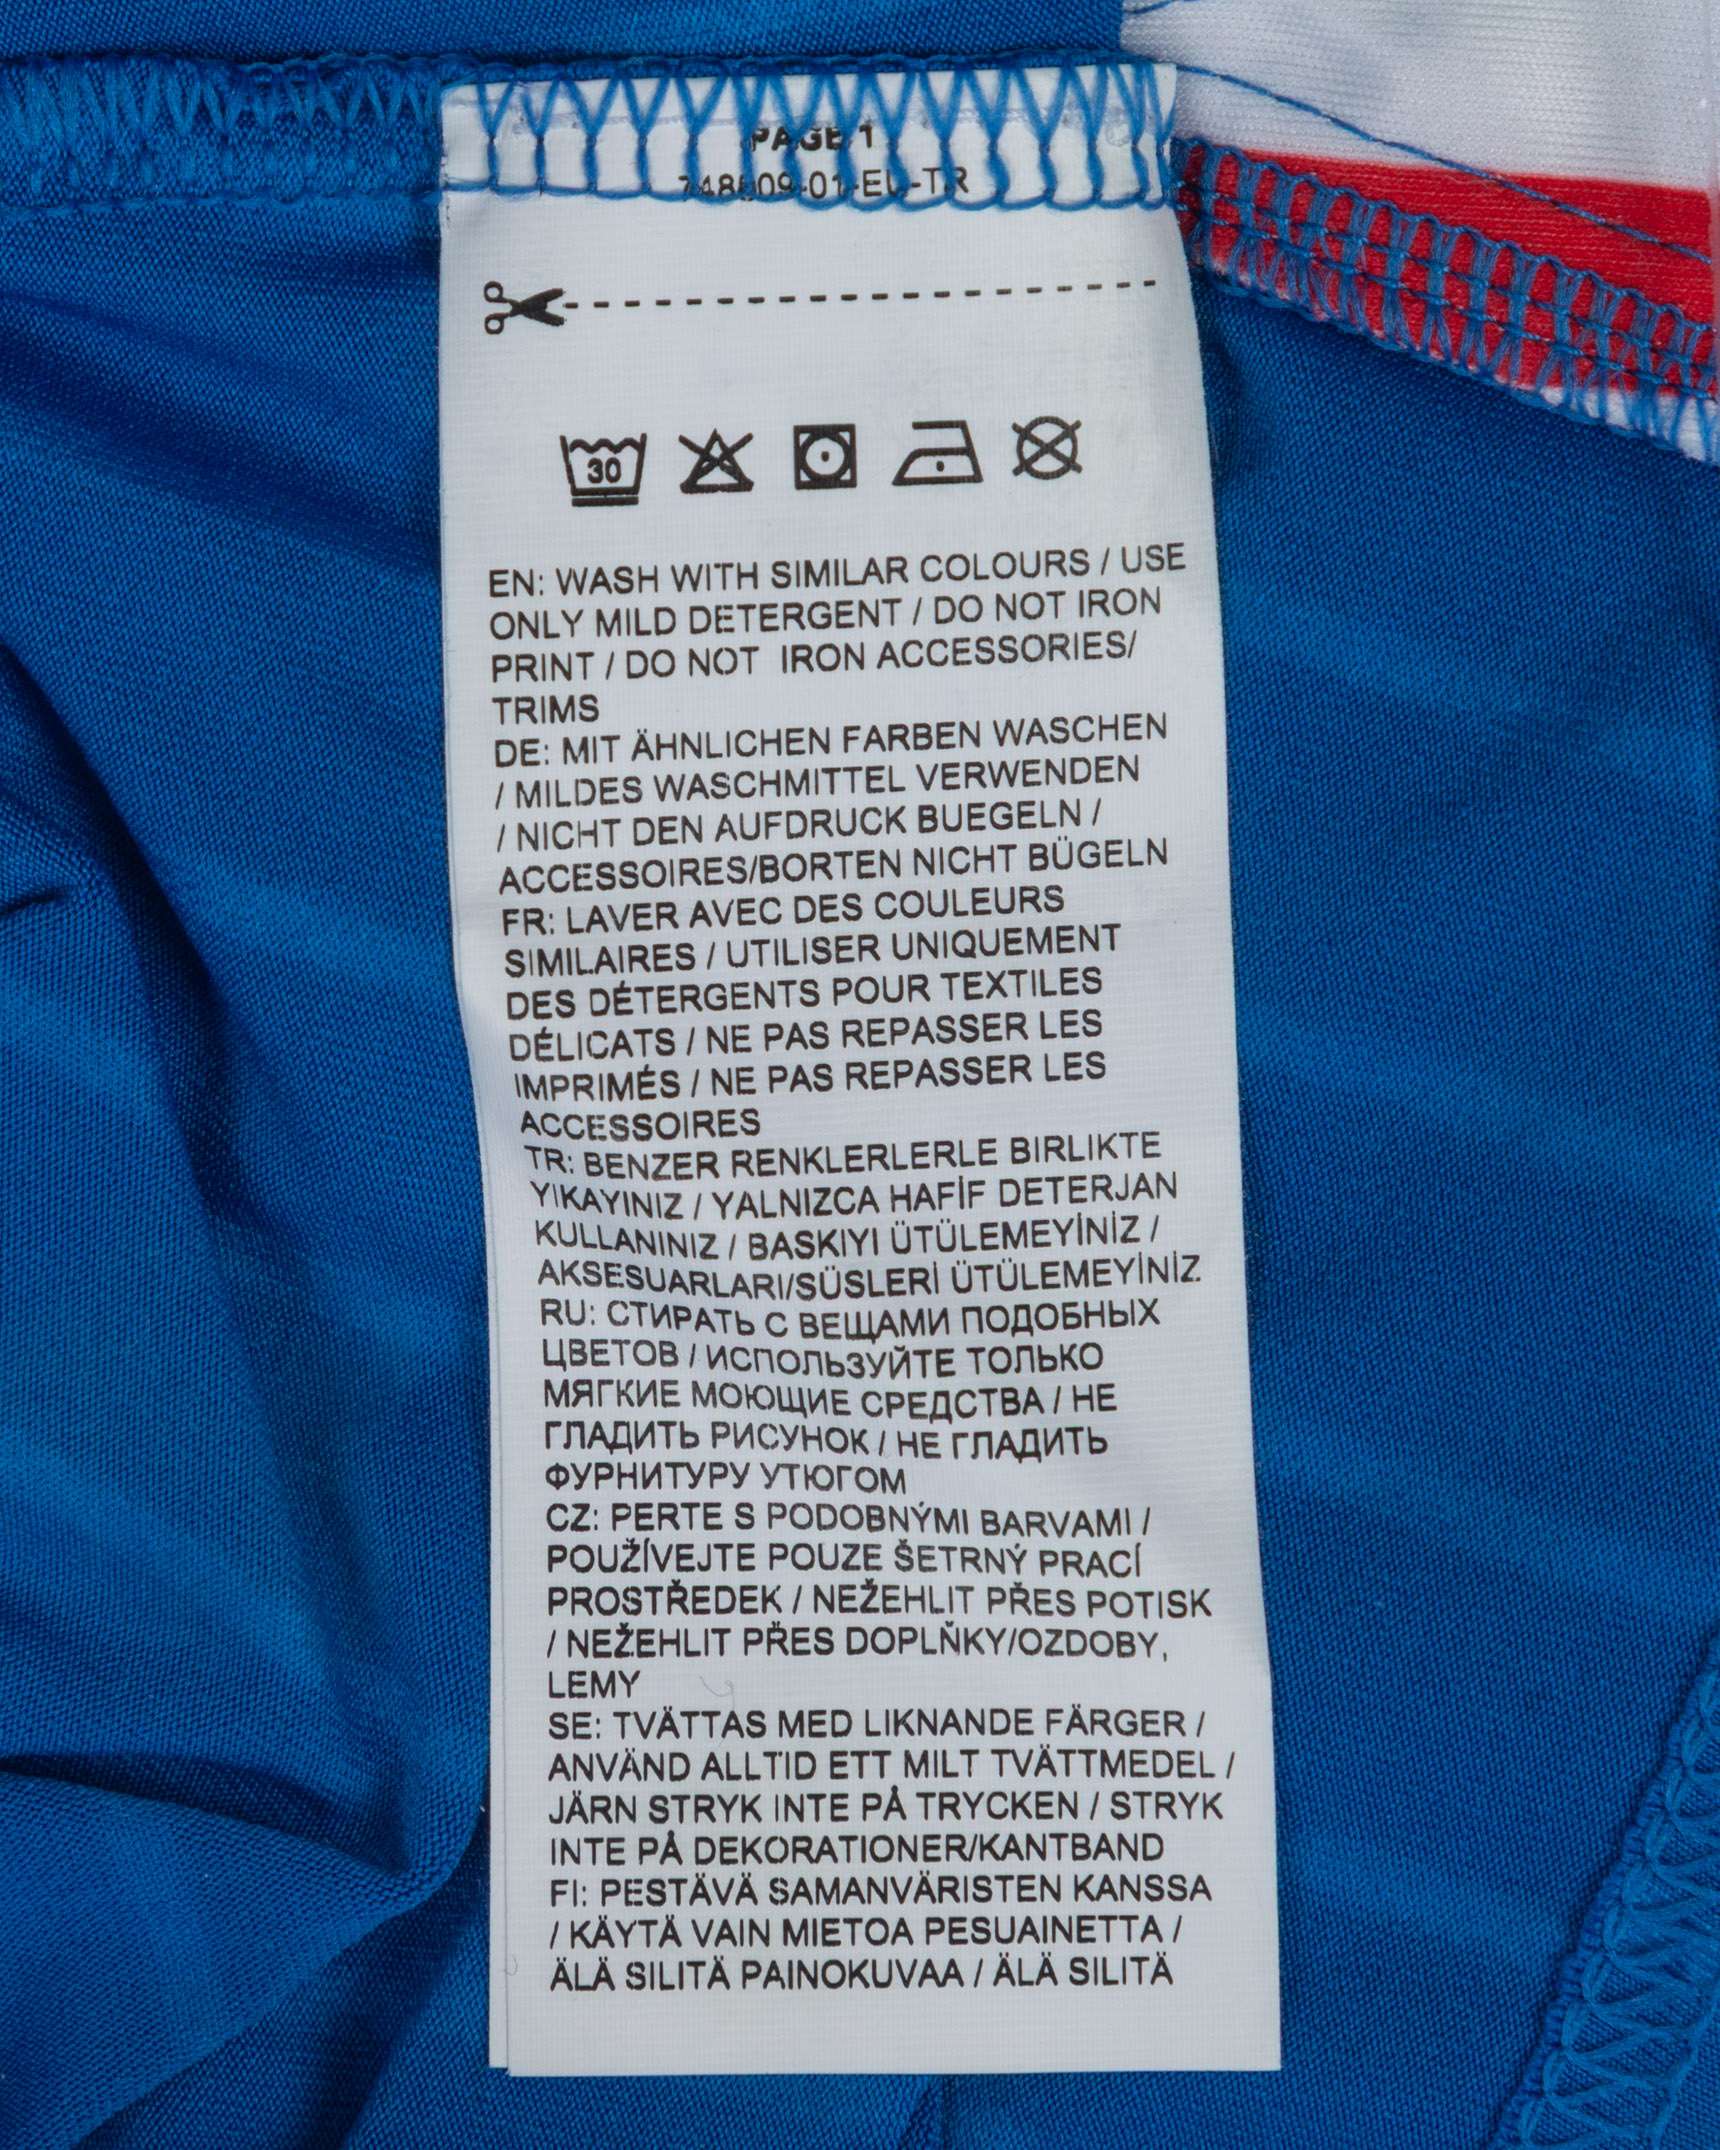 PAGE 1
-01-EU-TR
30
EN: WASH WITH SIMILAR COLOURS / USE
ONLY MILD DETERGENT / DO NOT IRON
PRINT / DO NOT IRON ACCESSORIES/
TRIMS
DE: MIT ÄHNLICHEN FARBEN WASCHEN
/ MILDES WASCHMITTEL VERWENDEN
/ NICHT DEN AUFDRUCK BUEGELN /
ACCESSOIRES/BORTEN NICHT BÜGELN
FR: LAVER AVEC DES COULEURS
SIMILAIRES / UTILISER UNIQUEMENT
DES DÉTERGENTS POUR TEXTILES
DÉLICATS / NE PAS REPASSER LES
IMPRIMÉS / NE PAS REPASSER LES
ACCESSOIRES
TR: BENZER RENKLERLERLE BIRLIKTE
YIKAYINIZ / YALNIZCA HAFİF DETERJAN
KULLANINIZ / BASKIYI ÜTÜLEMEYİNİZ /
AKSESUARLARI/SÜSLERİ ÜTÜLEMEYİNİZ.
RU: СТИРАТЬ С ВЕЩАМИ ПОДОБНЫХ
ЦВЕТОВ / ИСПОЛЬЗУЙТЕ ТОЛЬКО
МЯГКИЕ МОЮЩИЕ СРЕДСТВА / НЕ
ГЛАДИТЬ РИСУНОК / НЕ ГЛАДИТЬ
ФУРНИТУРУ УТЮГОМ
CZ: PERTE S PODOBNÝMI BARVAMI /
POUŽÍVEJTE POUZE ŠETRNÝ PRACÍ
PROSTŘEDEK / NEŽEHLIT PŘES POTISK
/ NEŽEHLIT PŘES DOPLŇKY/OZDOBY,
LEMY
SE: TVÄTTAS MED LIKNANDE FÄRGER /
ANVÄND ALLTID ETT MILT TVÄTTMEDEL /
JÄRN STRYK INTE PÅ TRYCKEN / STRYK
INTE PÅ DEKORATIONER/KANTBAND
FI: PESTÄVÄ SAMANVÄRISTEN KANSSA
/ KÄYTÄ VAIN MIETOA PESUAINETTA /
ÄLÄ SILITÄ PAINOKUVAA / ÄLÄ SILITÄ